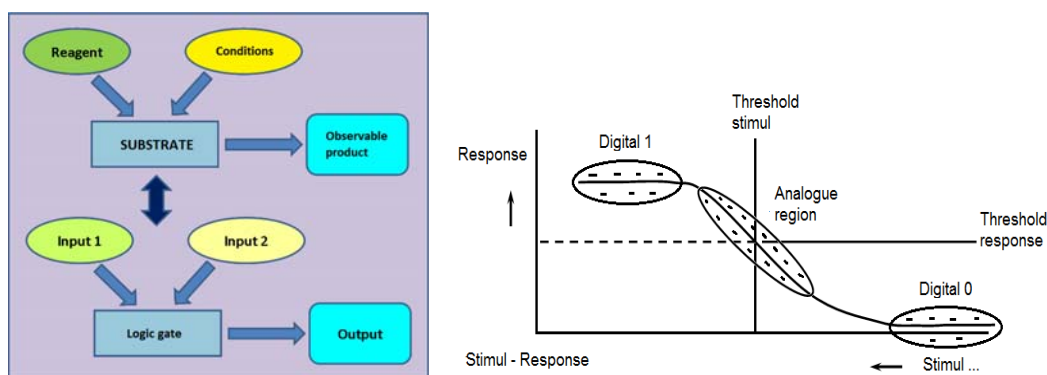 Reagent
Conditions
SUBSTRATE
Observable
product
Input 1
Input 2
Logic gate
Output
Threshold
stimul
Response
Digital 1
Analogue
region
Threshold
response
Digital 0
Stimul - Response
Stimul ...